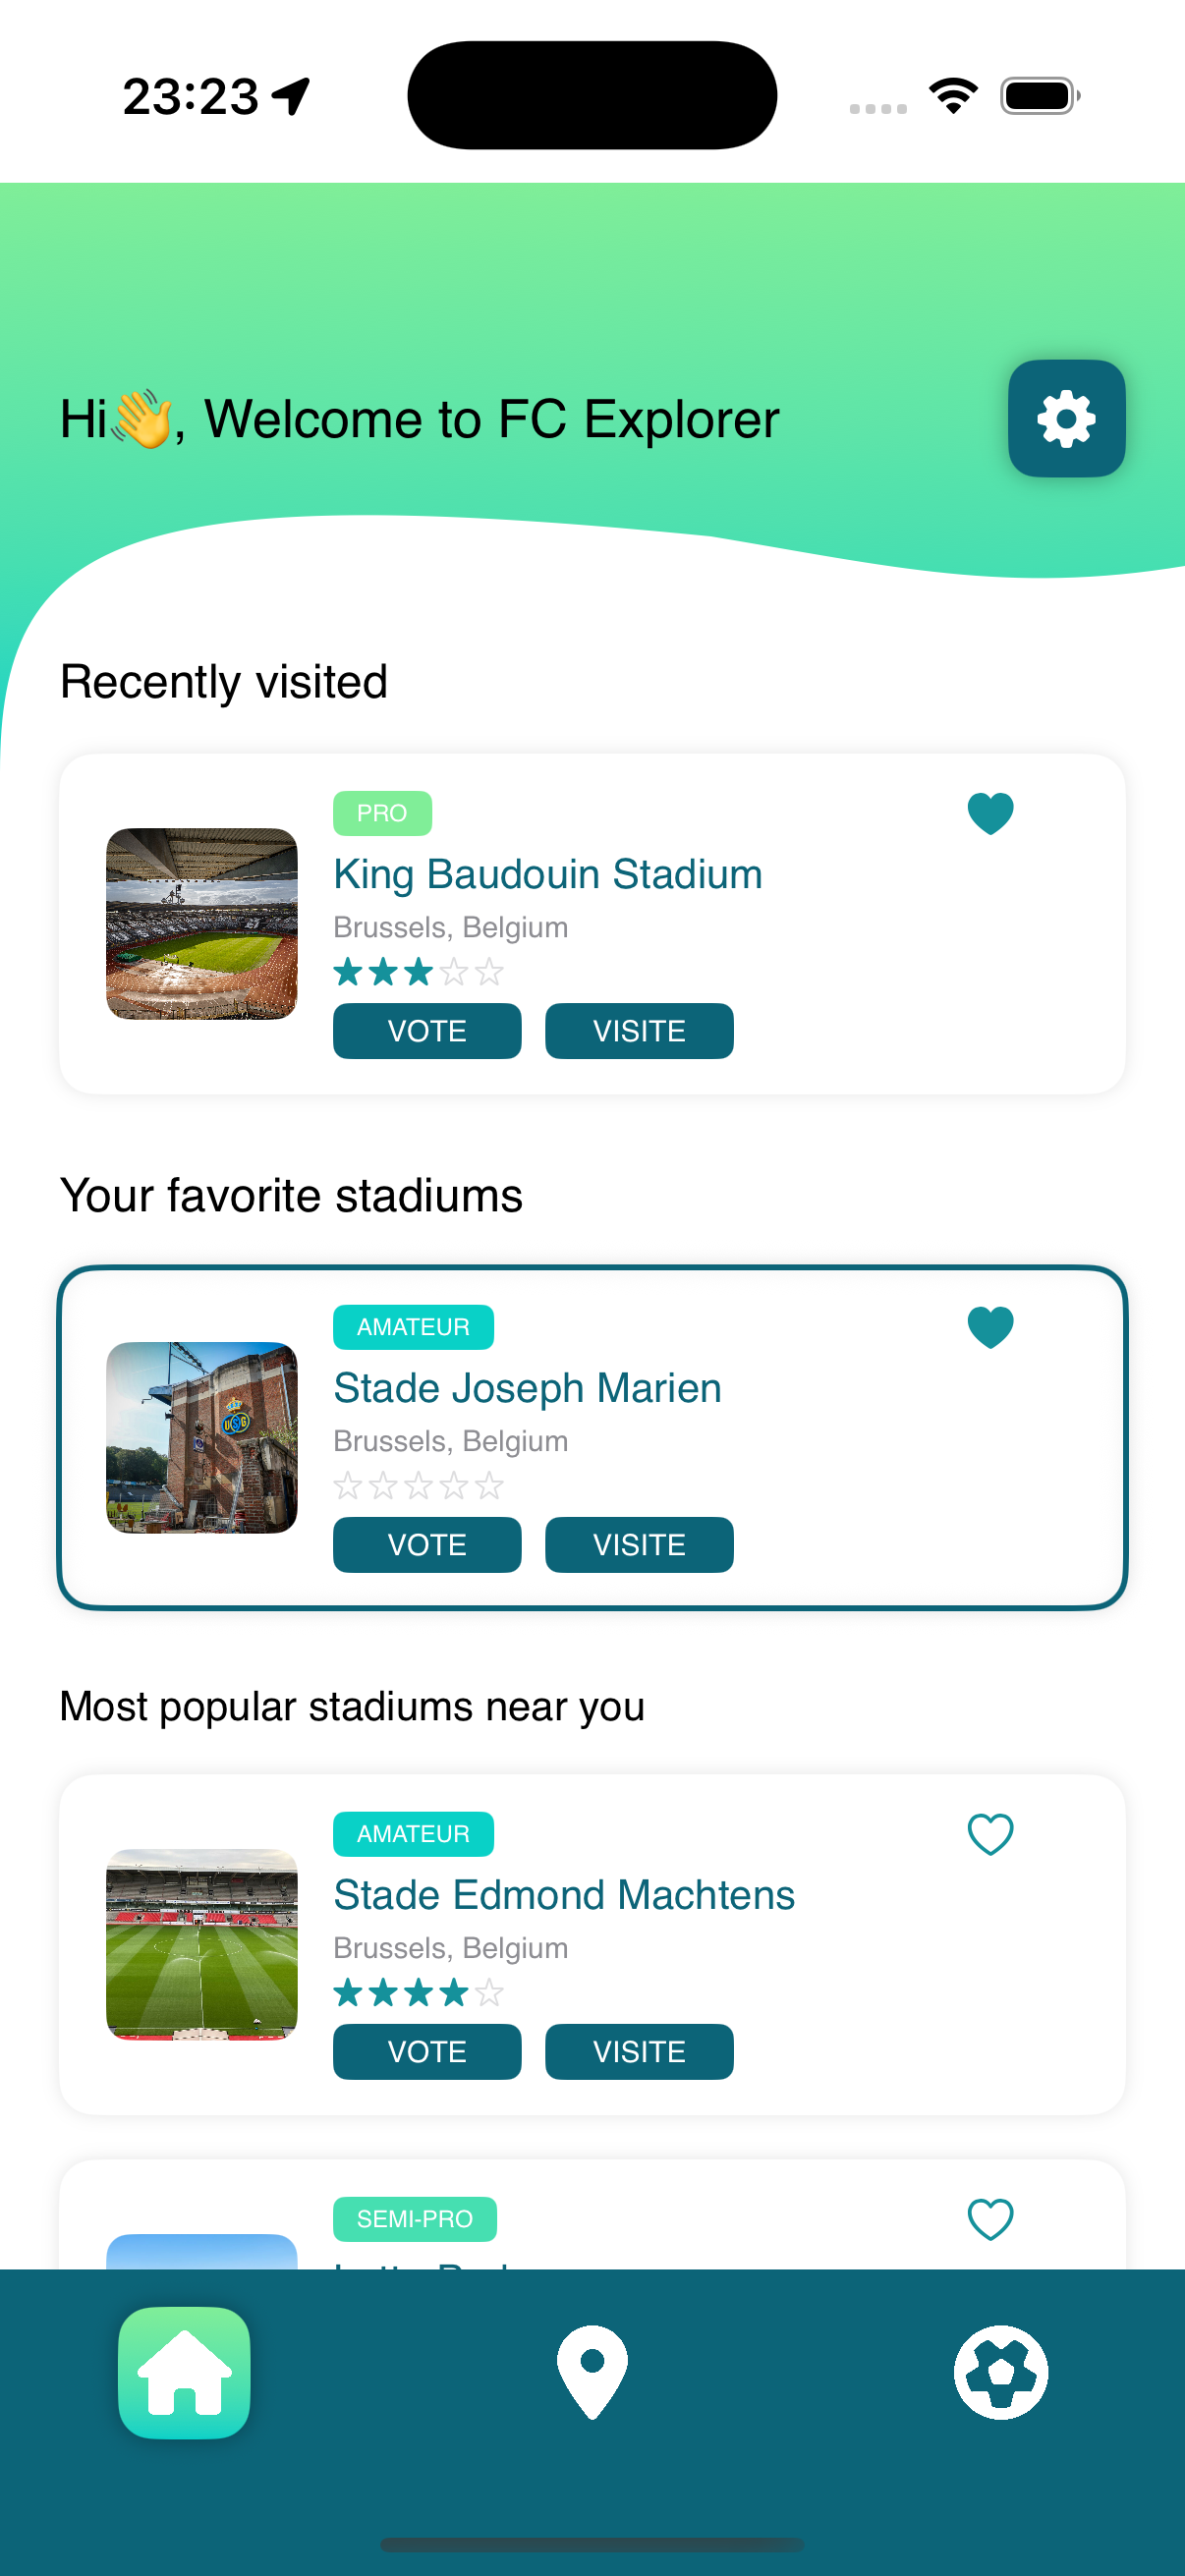 23:23
Hi👋, Welcome to FC Explorer
Recently visited
PRO
King Baudouin Stadium
Brussels, Belgium
VOTE VISITE
Your favorite stadiums
AMATEUR
Stade Joseph Marien
Brussels, Belgium
VOTE VISITE
Most popular stadiums near you
AMATEUR
Stade Edmond Machtens
Brussels, Belgium
VOTE VISITE
SEMI-PRO